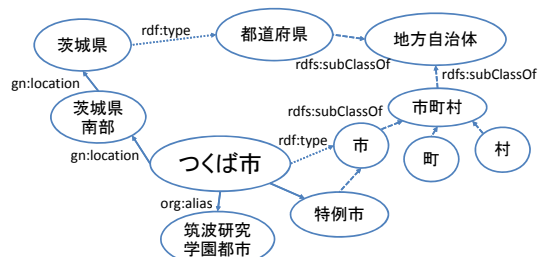 茨城県
rdf:type
都道府県
地方自治体
rdfs:subClassOf
rdfs:subClassOf
gn:location
茨城県
南部
rdfs:subClassOf
市町村
gn:location
rdf:type
市
町
村
つくば市
org:alias
特例市
筑波研究
学園都市